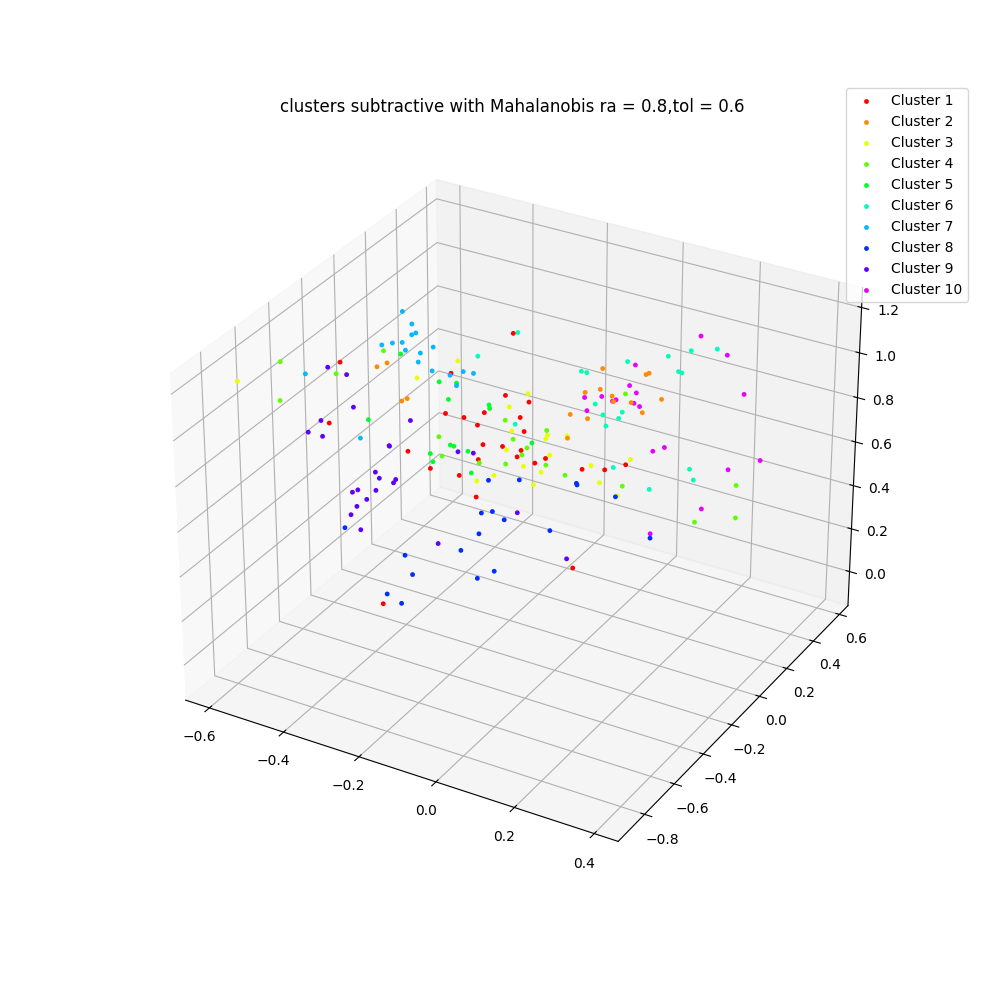 clusters subtractive with Mahalanobis ra = 0.8,tol = 0.6
Cluster 1
Cluster 2
Cluster 3
Cluster 4
Cluster 5
Cluster 6
Cluster 7
Cluster 8
Cluster 9
Cluster 10
1.2
1.0
0.8
0.6
0.4
0.2
0.0
0.6
0.4
0.2
0.0
−0.2
−0.4
−0.6
−0.8
−0.6
−0.4
−0.2
0.0
0.2
0.4